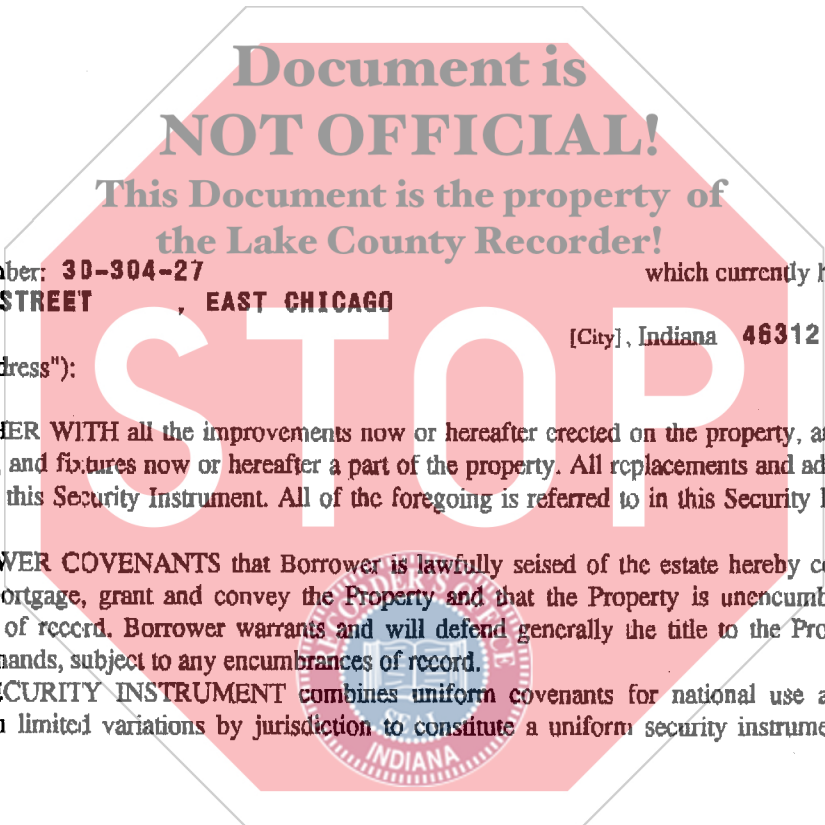 Document is
NOT OFFICIAL!
This Document is the property of
the Lake County Recorder!
ber: 30-304-27 which currently h
STREET , EAST CHICAGO
[City], Indiana 46312
dress"):
STOP
HER WITH all the improvements now or hereafter erected on the property, a
, and fixtures now or hereafter a part of the property. All replacements and ad
this Security Instrument. All of the foregoing is referred to in this Security I
WER COVENANTS that Borrower is lawfully seised of the estate hereby c
ortgage, grant and convey the Property and that the Property is unencumb
of record. Borrower warrants and will defend generally the title to the Pro
mands, subject to any encumbrances of record.
ECURITY INSTRUMENT combines uniform covenants for national use a
limited variations by jurisdiction to constitute a uniform security instrume
RECORDER'S OFFICE
SEAL
INDIANA